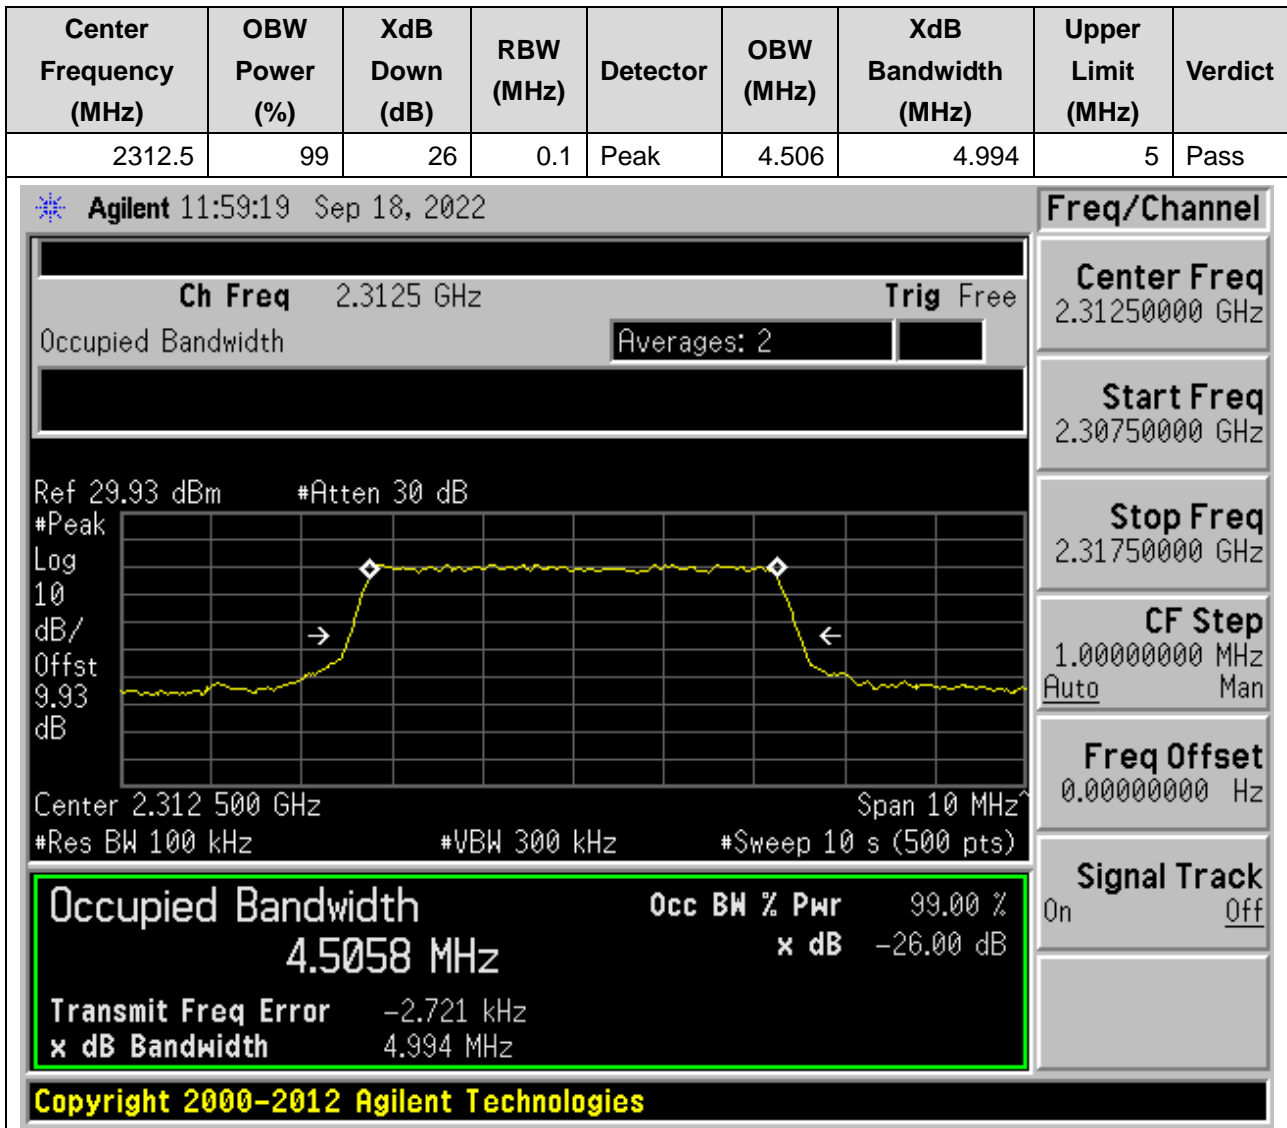 Center Frequency (MHz) OBW Power (%) XdB Down (dB) RBW (MHz) Detector OBW (MHz) XdB Bandwidth (MHz) Upper Limit (MHz) Verdict
2312.5 99 26 0.1 Peak 4.506 4.994 5 Pass
Agilent 11:59:19 Sep 18, 2022
Freq/Channel
Ch Freq 2.3125 GHz Trig Free
Occupied Bandwidth Averages: 2
Center Freq
2.31250000 GHz
Start Freq
2.30750000 GHz
Stop Freq
2.31750000 GHz
CF Step
1.00000000 MHz
Auto Man
Freq Offset
0.00000000 Hz
Signal Track
On Off
Ref 29.93 dBm #Atten 30 dB
#Peak
Log
10
dB/
Offst
9.93
dB
Center 2.312 500 GHz Span 10 MHz^
#Res BW 100 kHz #VBW 300 kHz #Sweep 10 s (500 pts)
Occupied Bandwidth Occ BW % Pwr 99.00 %
4.5058 MHz x dB -26.00 dB
Transmit Freq Error -2.721 kHz
x dB Bandwidth 4.994 MHz
Copyright 2000-2012 Agilent Technologies